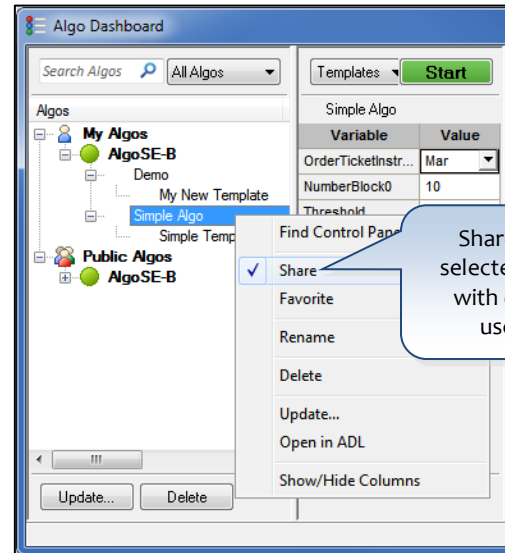 Algo Dashboard
Search Algos
All Algos
Algos
My Algos
AlgoSE-B
Demo
My New Template
Simple Algo
Simple Temp
Public Algos
AlgoSE-B
Update...
Delete
Templates
Start
Simple Algo
Variable Value
OrderTicketInstr... Mar
NumberBlock0 10
Threshold
Find Control Pane
Share
Favorite
Rename
Delete
Update...
Open in ADL
Show/Hide Columns
Shar
selecte
with
us